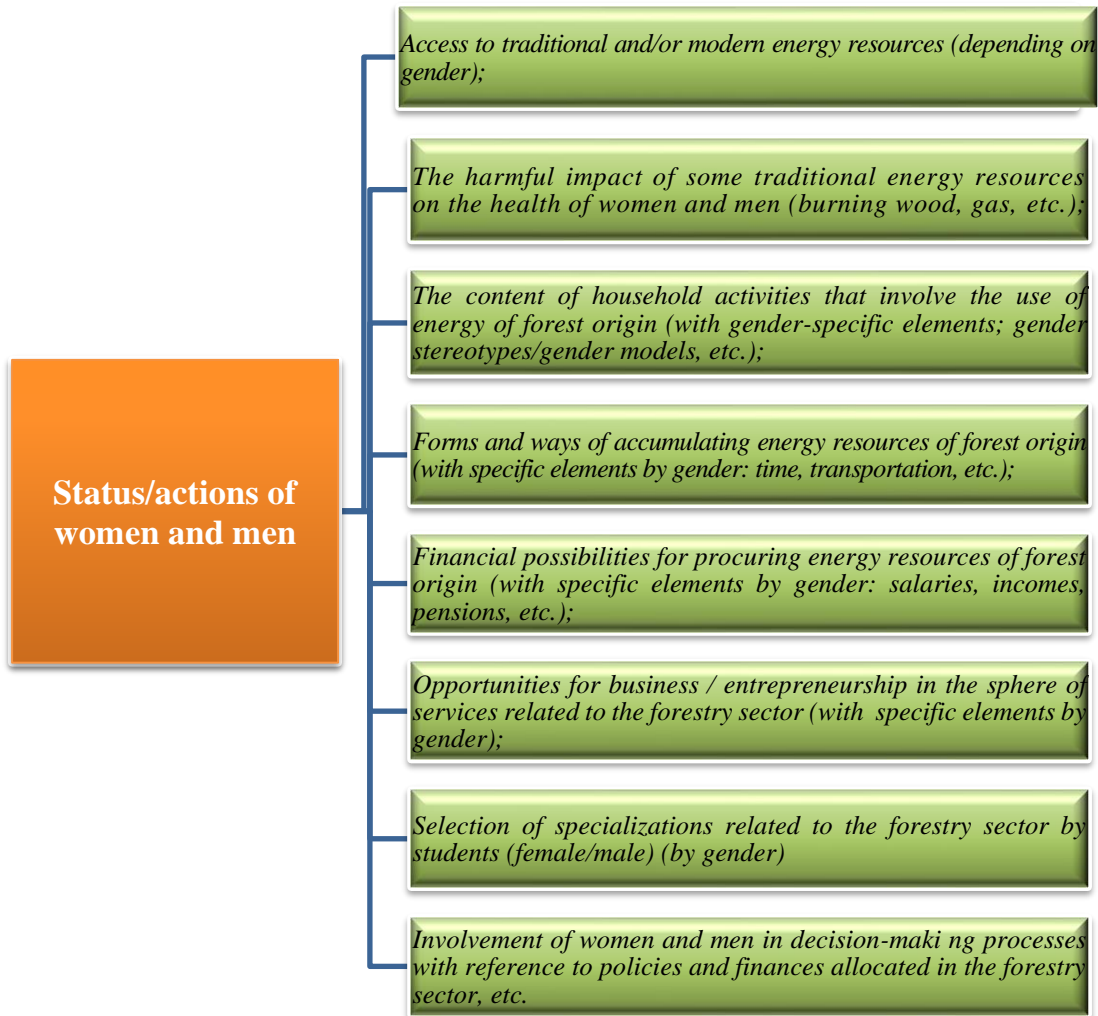 Access to traditional and/or modern energy resources (depending on
gender);
The harmful impact of some traditional energy resources
on the health of women and men (burning wood, gas, etc.);
The content of household activities that involve the use of
energy of forest origin (with gender-specific elements; gender
stereotypes/gender models, etc.);
Forms and ways of accumulating energy resources of forest origin
(with specific elements by gender: time, transportation, etc.);
Status/actions of
women and men
Financial possibilities for procuring energy resources of forest
origin (with specific elements by gender: salaries, incomes,
pensions, etc.);
Opportunities for business / entrepreneurship in the sphere of
services related to the forestry sector (with specific elements by
gender);
Selection of specializations related to the forestry sector by
students (female/male) (by gender)
Involvement of women and men in decision-maki ng processes
with reference to policies and finances allocated in the forestry
sector, etc.